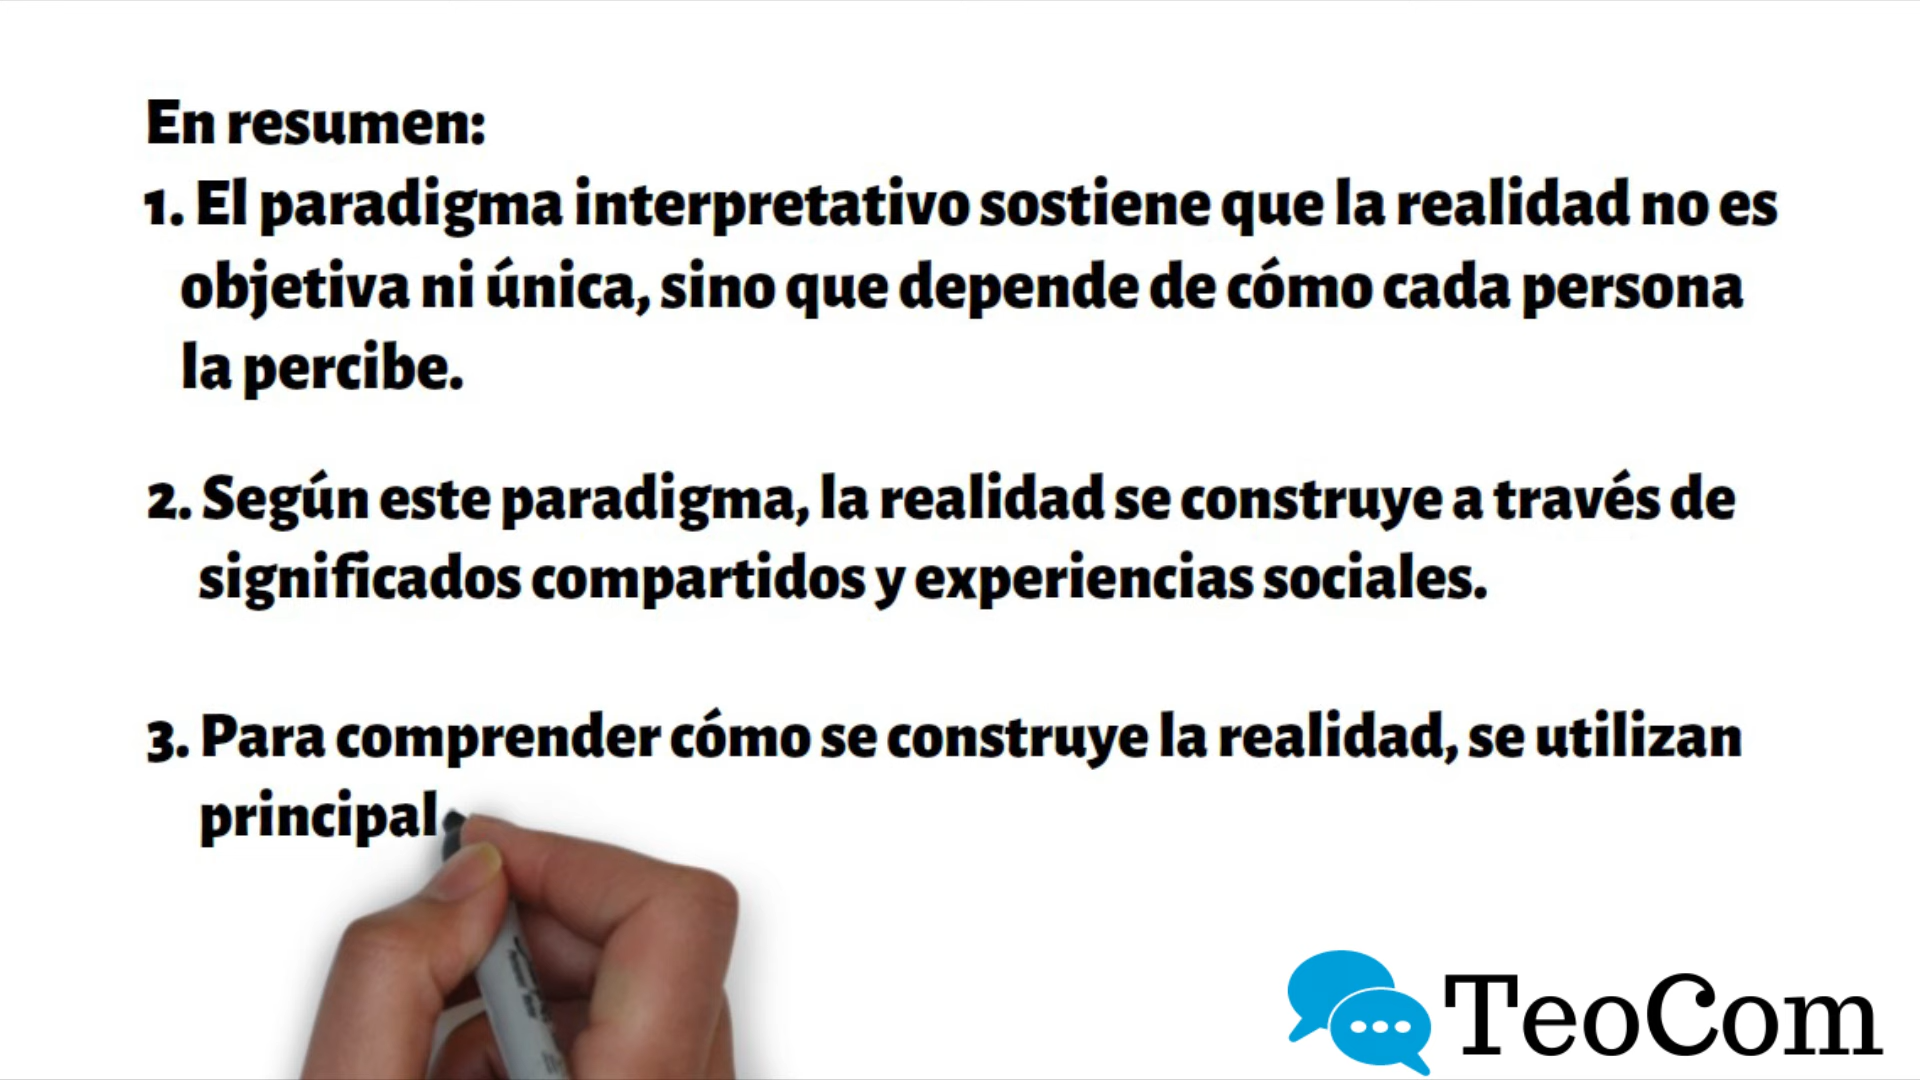 En resumen:
1. El paradigma interpretativo sostiene que la realidad no es
objetiva ni única, sino que depende de cómo cada persona
la percibe.
2. Según este paradigma, la realidad se construye a través de
significados compartidos y experiencias sociales.
3. Para comprender cómo se construye la realidad, se utilizan
principal
TeoCom